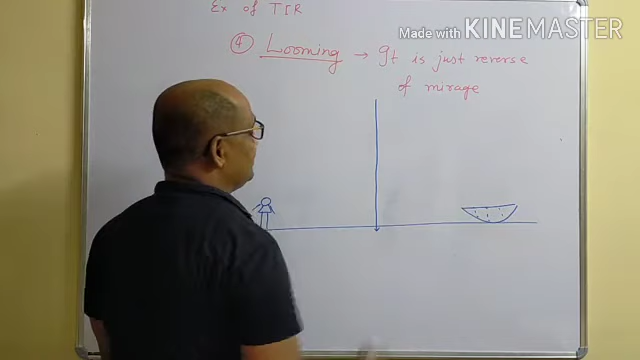 Ex of TIR
Made with KINEMASTER
④ Looming → It is just reverse
of mirage